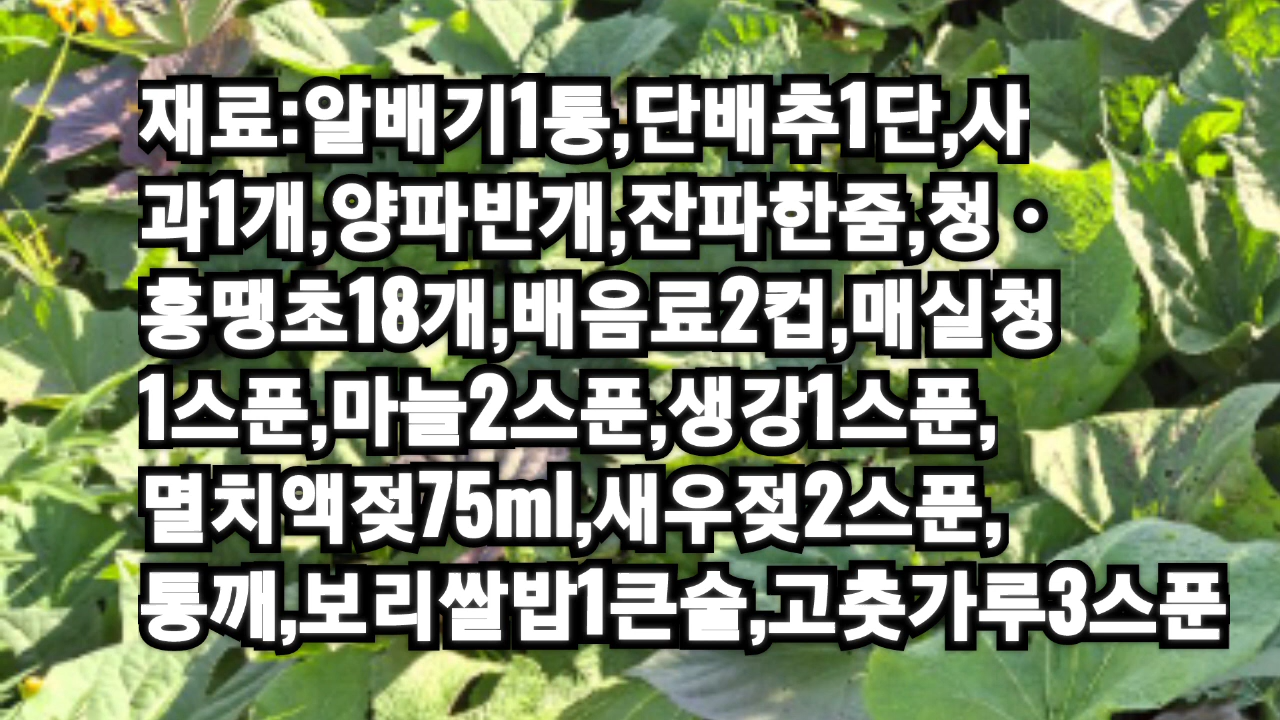 재료:알배기1통,단배추1단,사
과1개,양파반개,잔파한줌,청·
홍땡초18개,배음료2컵,매실청
1스푼,마늘2스푼,생강1스푼,
멸치액젖75ml,새우젖2스푼,
통깨,보리쌀밥1큰술,고춧가루3스푼